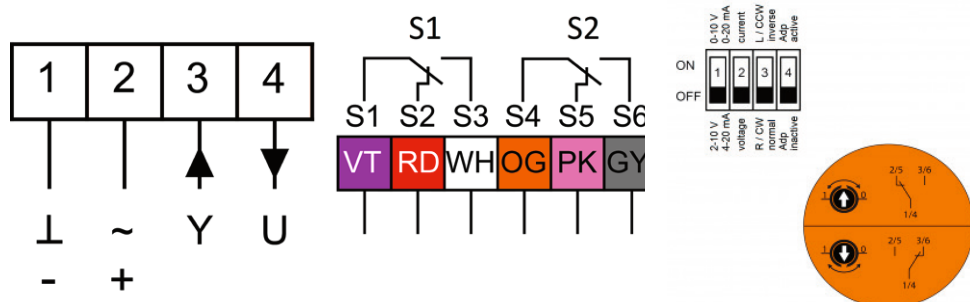 1 2 3 4
⊥ ~ Y U
- +
S1 S2
S1 S2 S3 S4 S5 S6
VT RD WH OG PK GY
0-10 V
0-20 mA
current
L / CCW
inverse
Adp
active
ON
OFF
1 2 3 4
2-10 V
4-20 mA
voltage
R / CW
normal
Adp
inactive
2/5 3/6
1 0
1/4
2/5 3/6
1 0
1/4